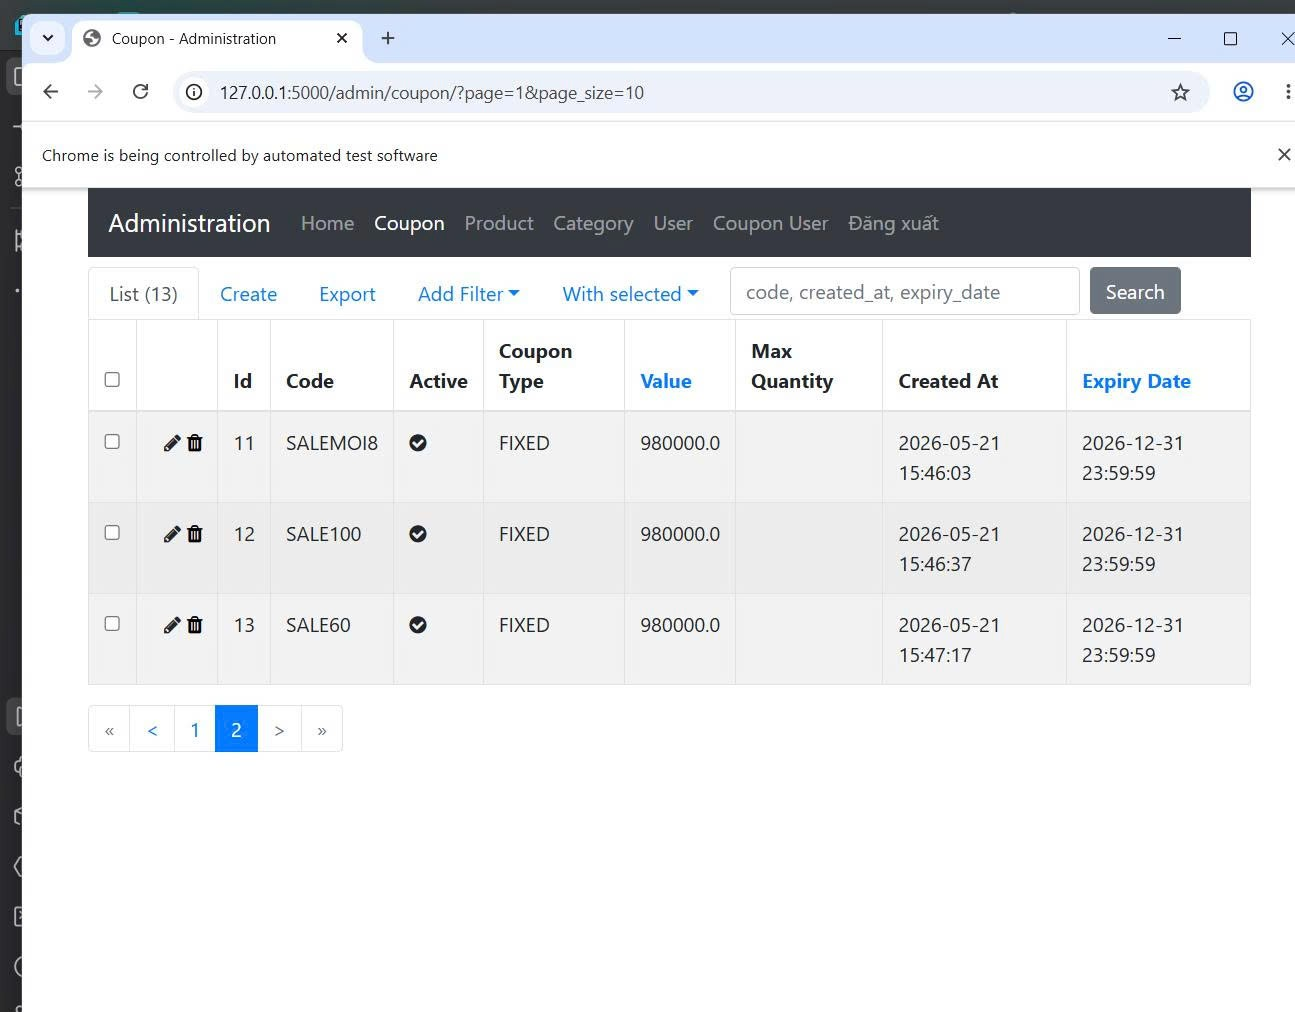 Coupon - Administration
127.0.0.1:5000/admin/coupon/?page=1&page_size=10
Chrome is being controlled by automated test software
Administration Home Coupon Product Category User Coupon User Đăng xuất
List (13) Create Export Add Filter With selected code, created_at, expiry_date Search
Id Code Active Coupon Type Value Max Quantity Created At Expiry Date
11 SALEMOI8 FIXED 980000.0 2026-05-21 15:46:03 2026-12-31 23:59:59
12 SALE100 FIXED 980000.0 2026-05-21 15:46:37 2026-12-31 23:59:59
13 SALE60 FIXED 980000.0 2026-05-21 15:47:17 2026-12-31 23:59:59
« < 1 2 > »